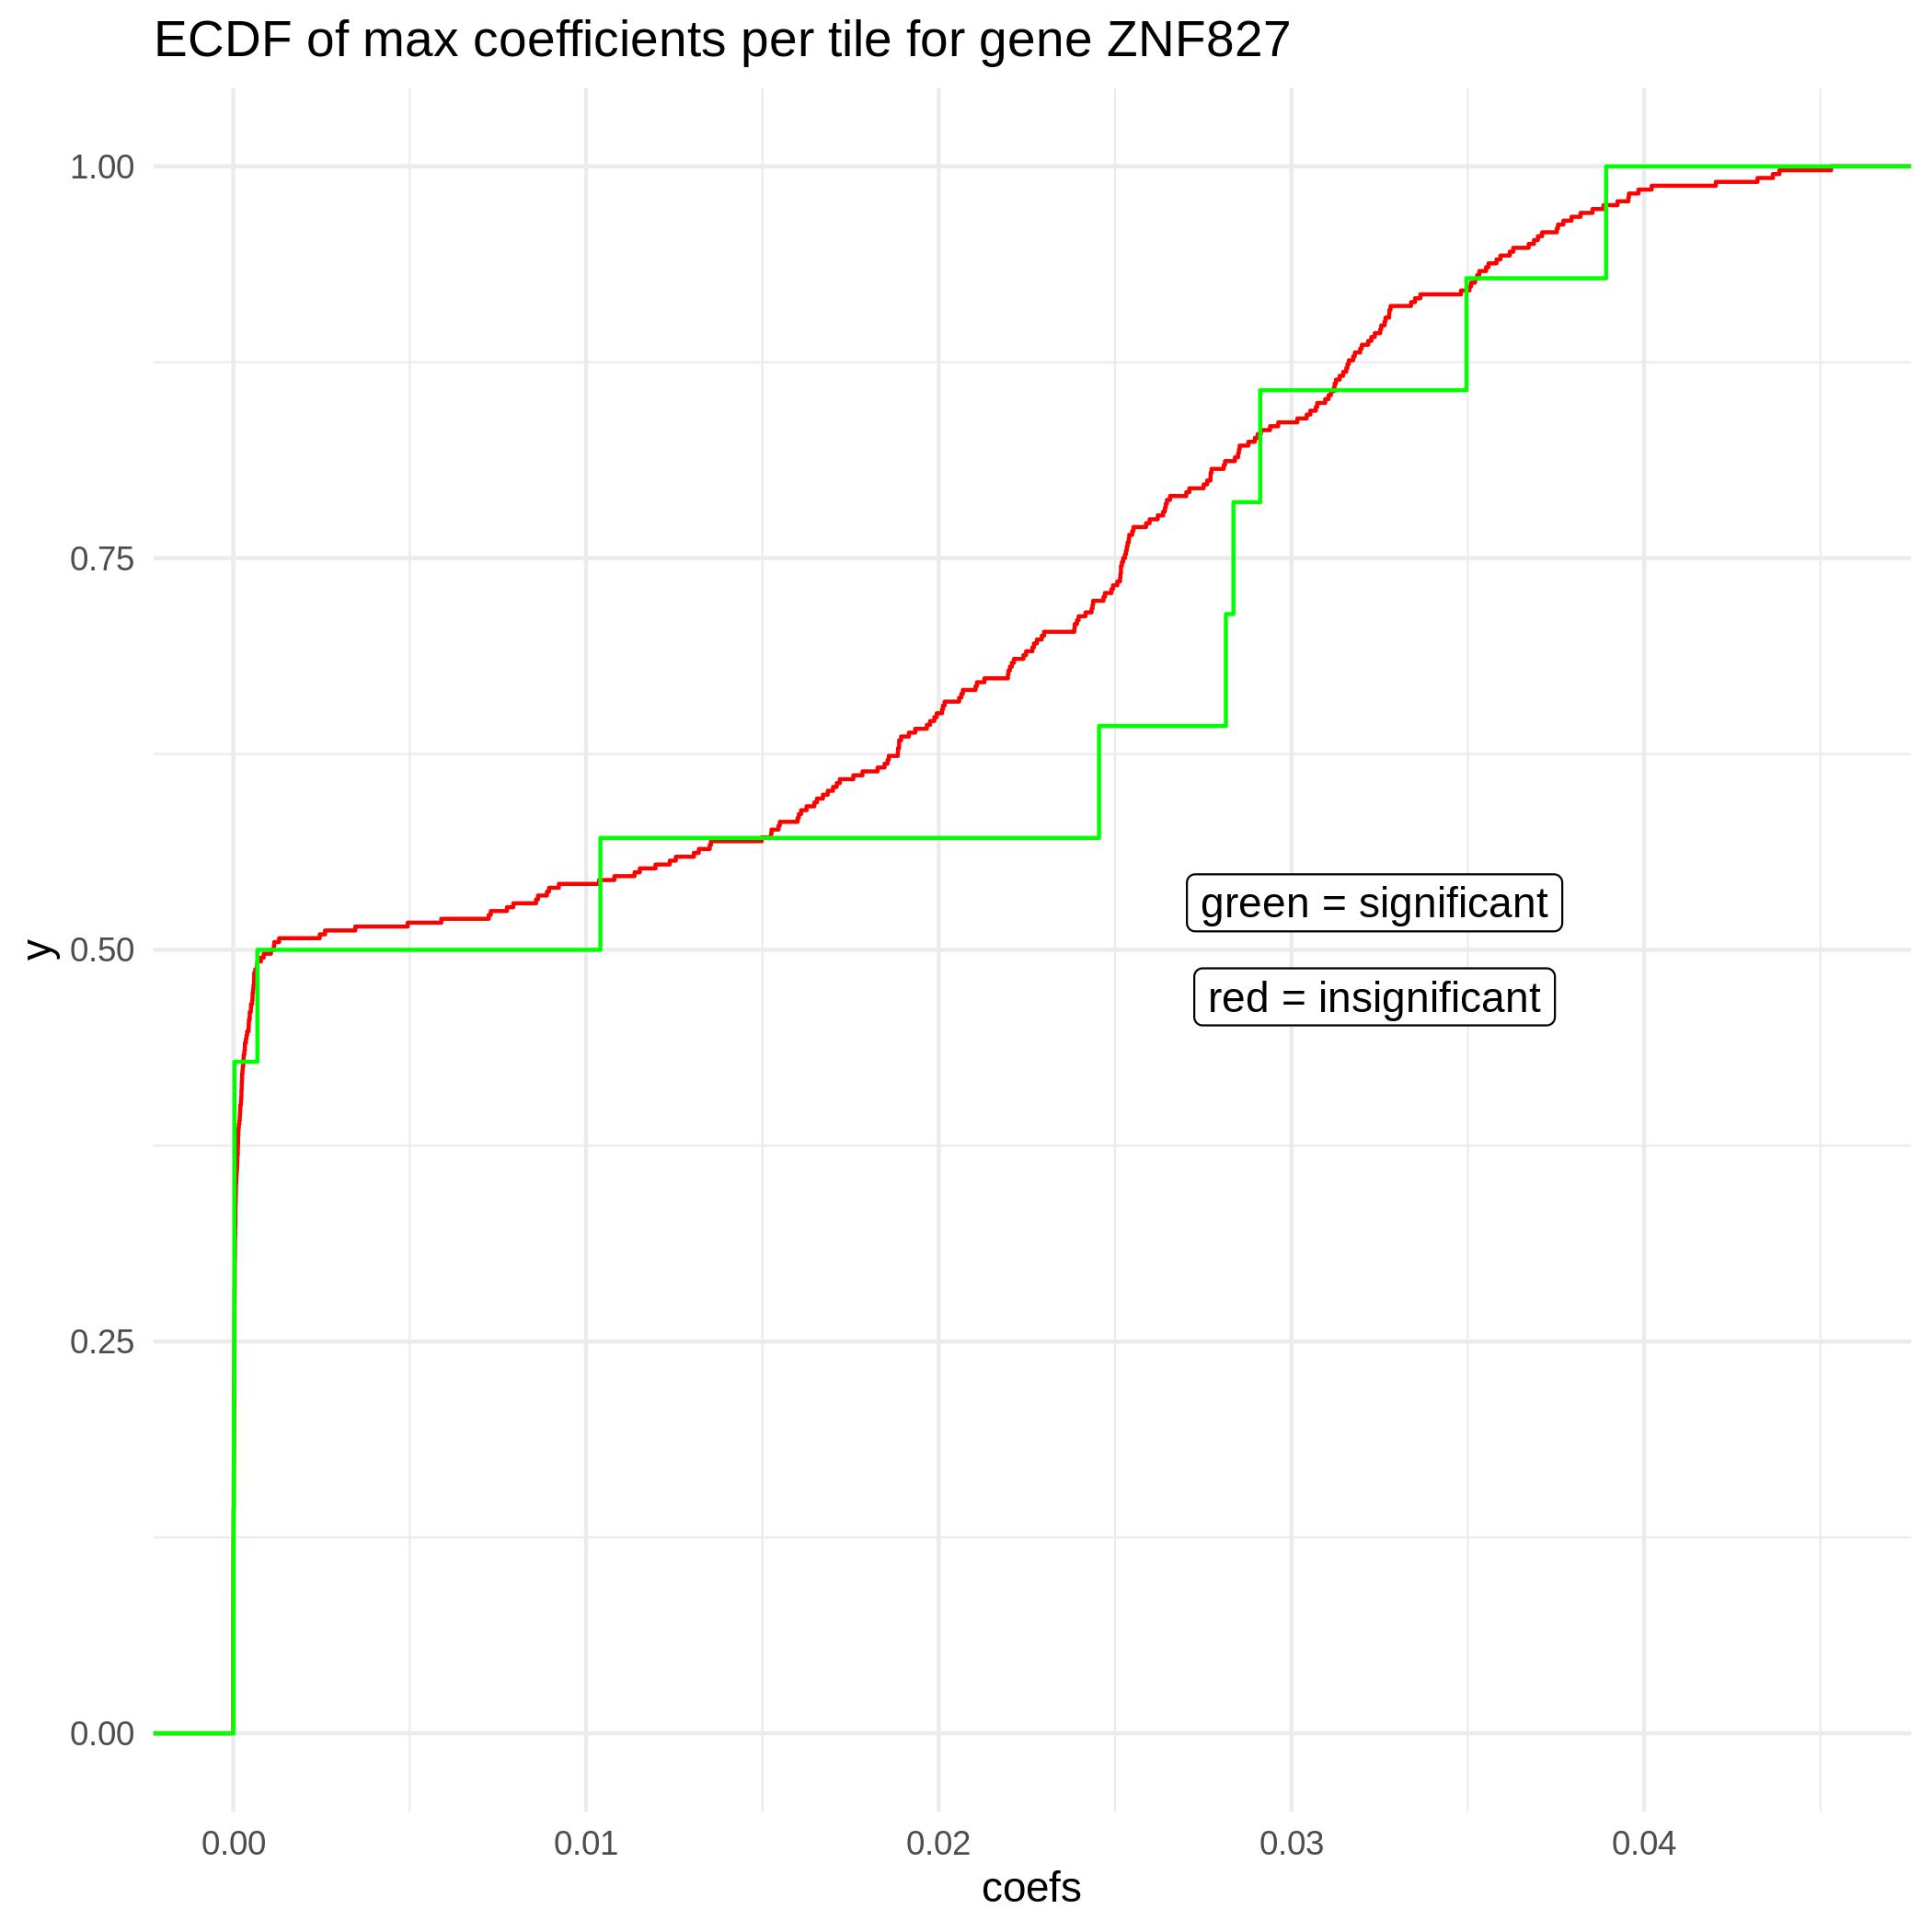 ECDF of max coefficients per tile for gene ZNF827
1.00
0.75
0.50
0.25
0.00
y
green = significant
red = insignificant
0.00 0.01 0.02 0.03 0.04
coefs